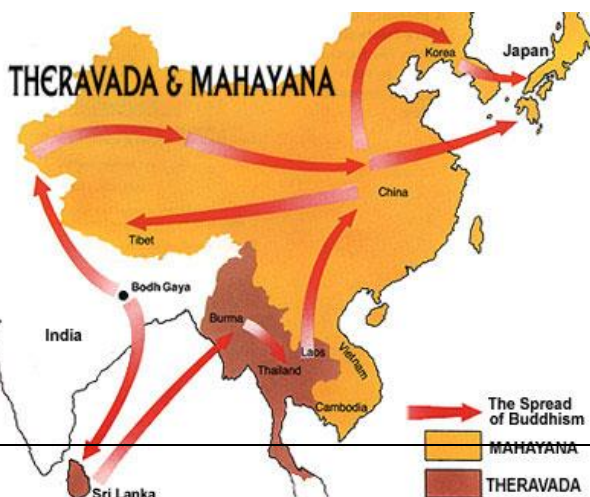 THERAVADA & MAHAYANA
Korea
Japan
China
Tibet
Bodh Gaya
India
Burma
Laos
Thailand
Vietnam
Cambodia
Sri Lanka
The Spread
of Buddhism
MAHAYANA
THERAVADA